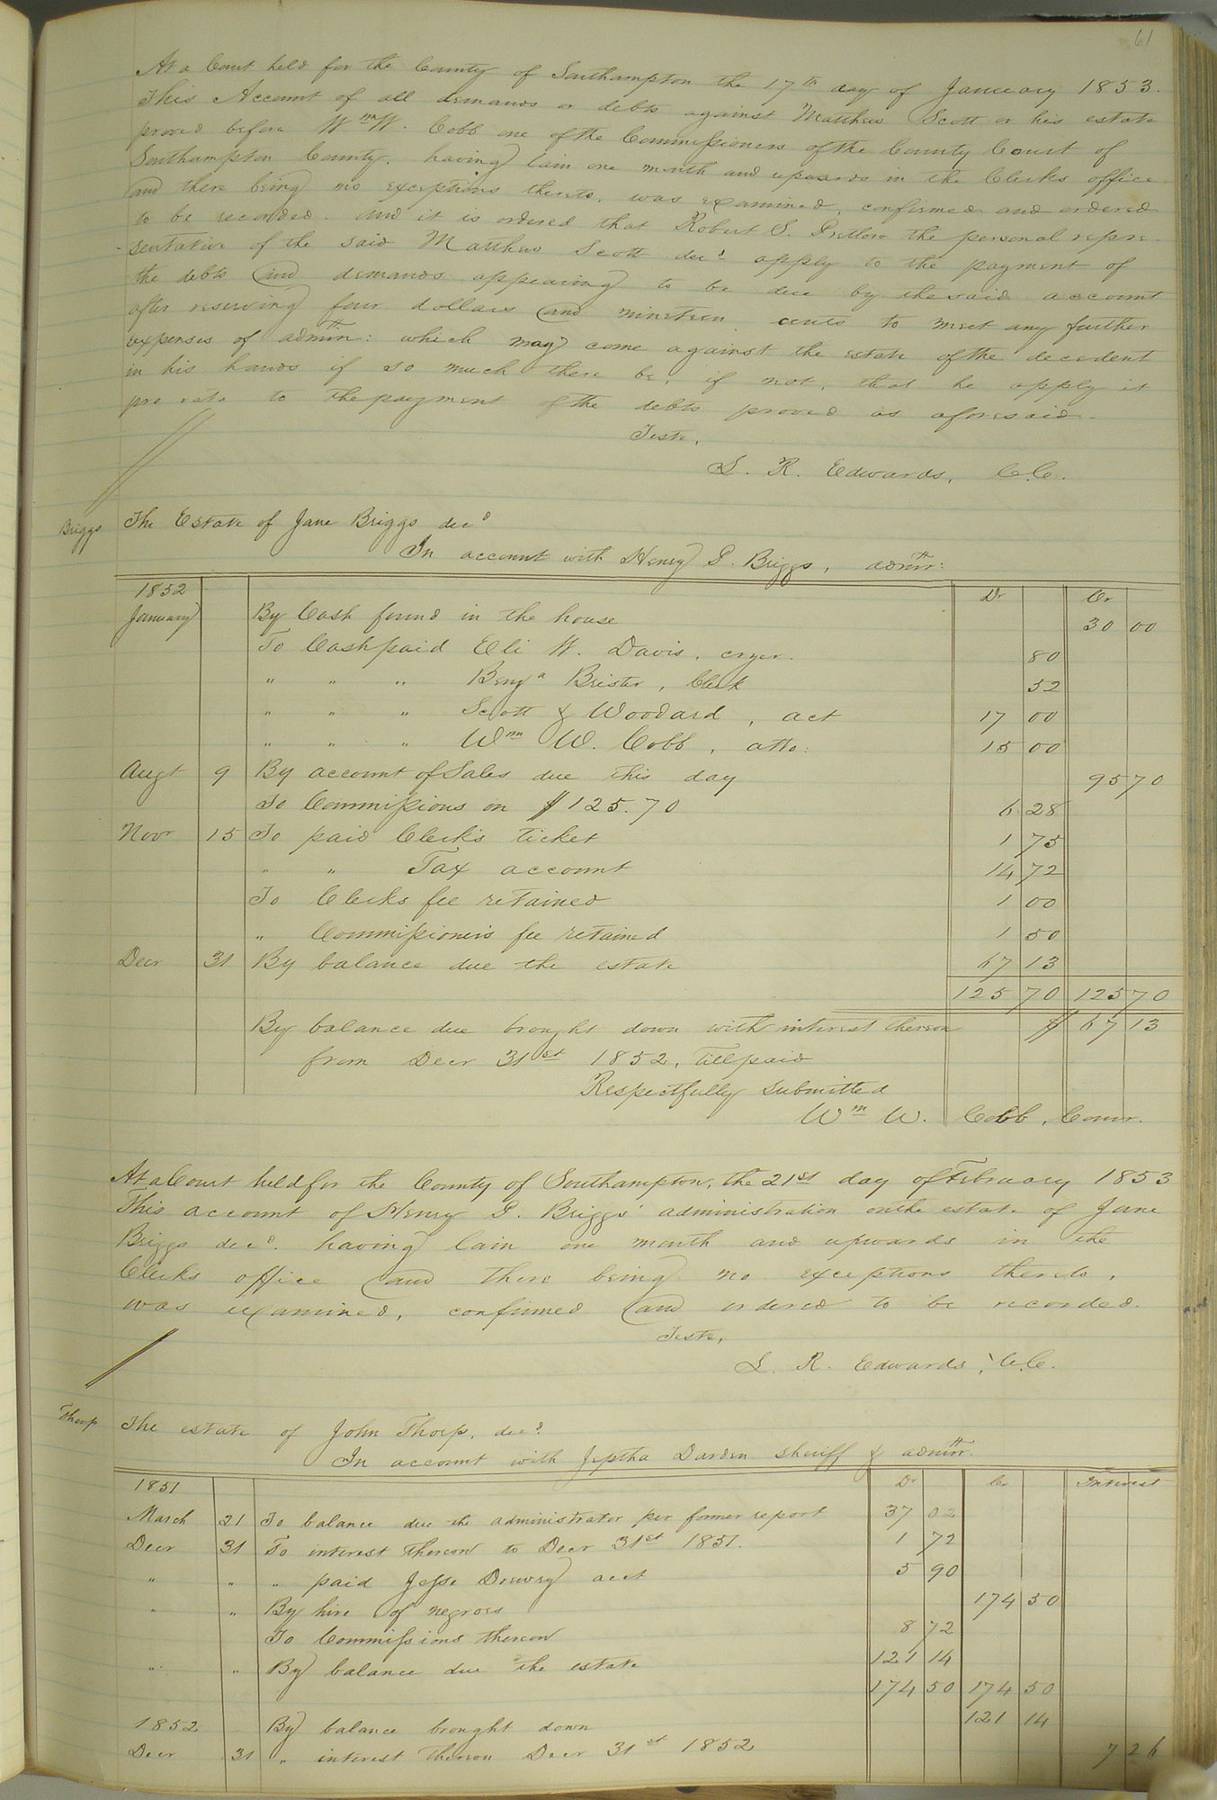 61
At a Court held for the County of Southampton the 17th day of January 1853.
This Account of all demands or debts against Matthew Scott or his estate
proved before Wm W. Cobb one of the Commissioners of the County Court of
Southampton County, having lain one month and upwards in the Clerks office
and there being no exceptions thereto, was examined, confirmed and ordered
to be recorded. And it is ordered that Robert S. the personal repre-
sentative of the said Matthew Scott decd apply to the payment of
the debts and demands appearing to be due by the said account
after reserving four dollars and nineteen cents to meet any further
expenses of admtn: which may come against the estate of the decedent
in his hands if so much there be, if not, that he apply it
pro rata to the payment of the debts proved as aforesaid.
Teste,
L. R. Edwards, C.C.
Briggs
The Estate of Jane Briggs decd
In account with Henry P. Briggs, admtr:
1852 Dr Cr
January By Cash found in the house 30 00
To Cash paid Eli W. Davis, cryer. 80
" " " Benja Brister, Clerk 52
" " " Scott & Woodard, act 17 00
" " " Wm W. Cobb, atto: 15 00
Augt 9 By account of Sales due this day 95 70
To Commissions on $125.70 6 28
Novr 15 To paid Clerk's ticket 1 75
" " Tax account 14 72
To Clerks fee retained 1 00
" Commissioner's fee retained 1 50
Decr 31 By balance due the estate 67 13
125 70 125 70
By balance due brought down with interest thereon $ 67 13
from Decr 31st 1852, till paid
Respectfully Submitted
Wm W. Cobb, Comr.
At a Court held for the County of Southampton, the 21st day of February 1853
This account of Henry P. Briggs' administration on the estate of Jane
Briggs decd. having lain one month and upwards in the
Clerks office and there being no exceptions thereto,
was examined, confirmed and ordered to be recorded.
Teste,
L. R. Edwards, C.C.
Thorp
The estate of John Thorp, decd.
In account with Jeptha Darden Sheriff & admtr.
1851 Dr Cr Interest
March 21 To balance due the administrator per former report 37 02
Decr 31 To interest thereon to Decr 31st 1851. 1 72
" " " paid Jesse Drewry acct 5 90
" " By hire of negroes 174 50
To Commissions thereon 8 72
" " By balance due the estate 121 14
174 50 174 50
1852 By balance brought down 121 14
Decr 31 " interest thereon Decr 31st 1852 7 26